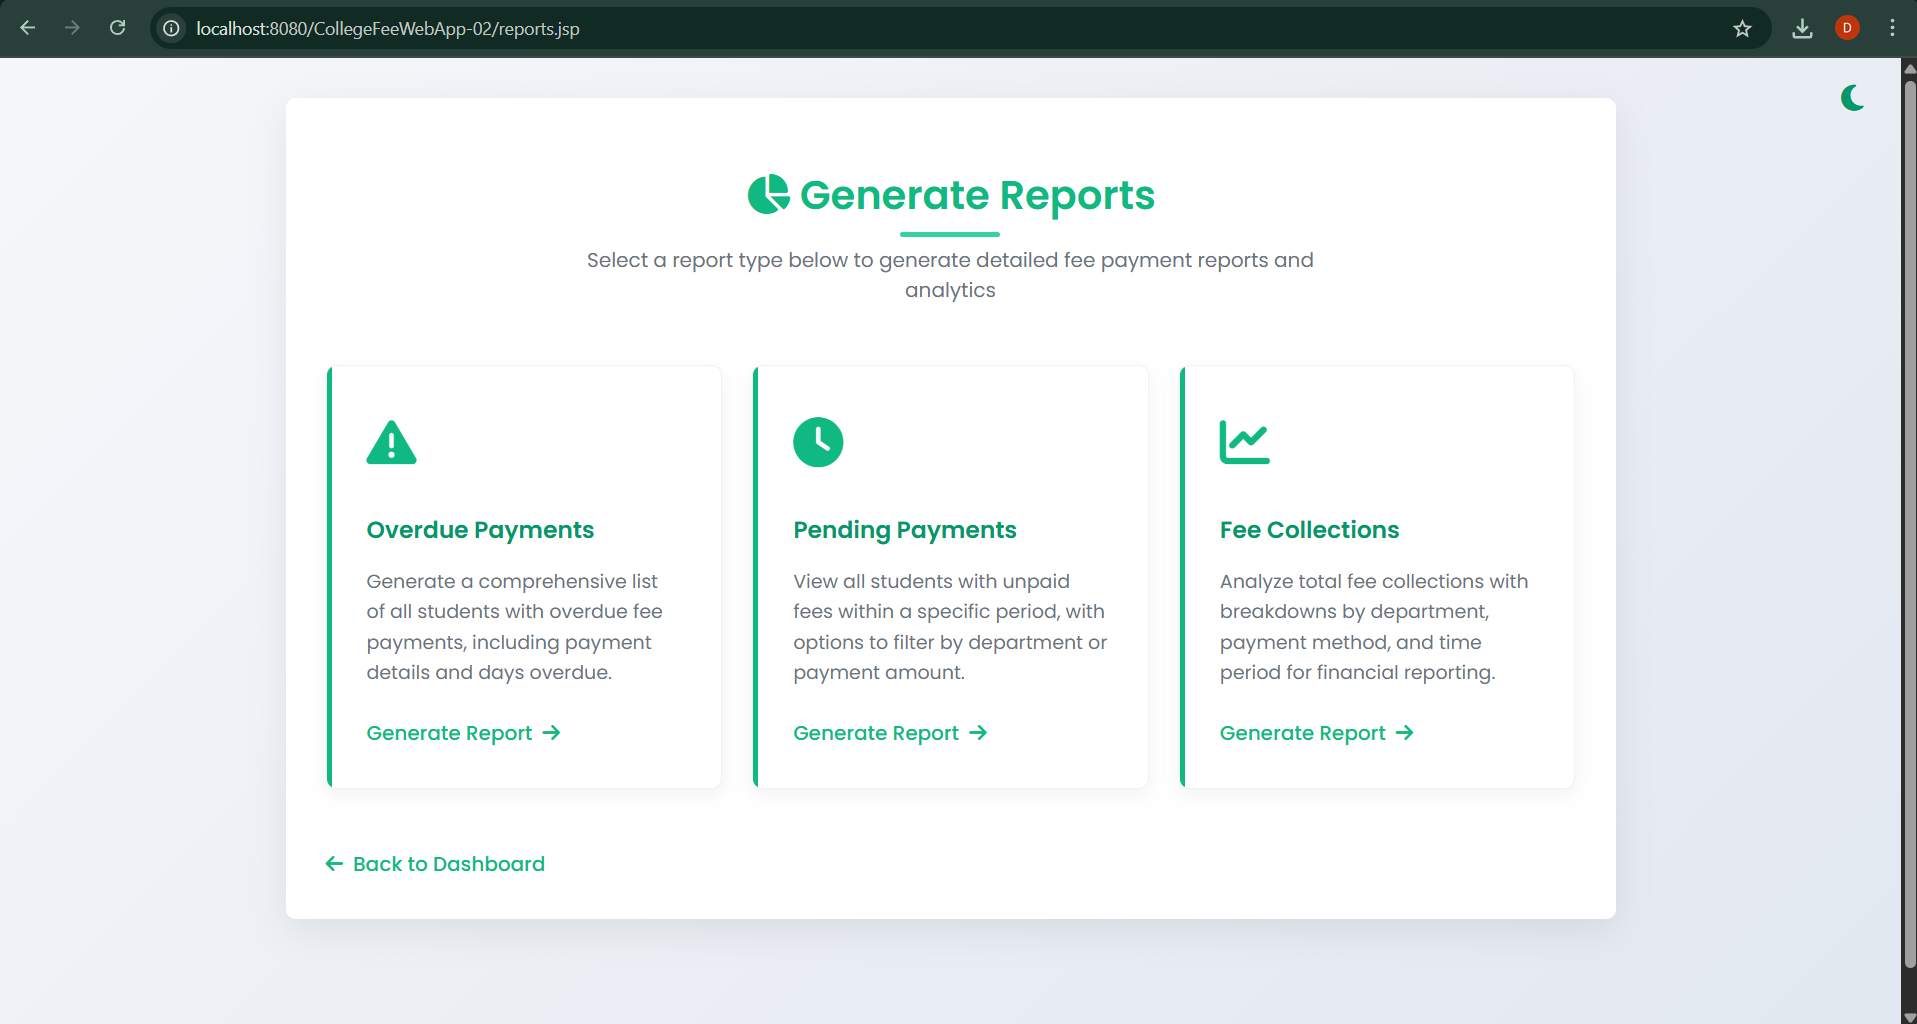 localhost:8080/CollegeFeeWebApp-02/reports.jsp
D
Generate Reports
Select a report type below to generate detailed fee payment reports and
analytics
Overdue Payments
Generate a comprehensive list
of all students with overdue fee
payments, including payment
details and days overdue.
Generate Report →
Pending Payments
View all students with unpaid
fees within a specific period, with
options to filter by department or
payment amount.
Generate Report →
Fee Collections
Analyze total fee collections with
breakdowns by department,
payment method, and time
period for financial reporting.
Generate Report →
← Back to Dashboard